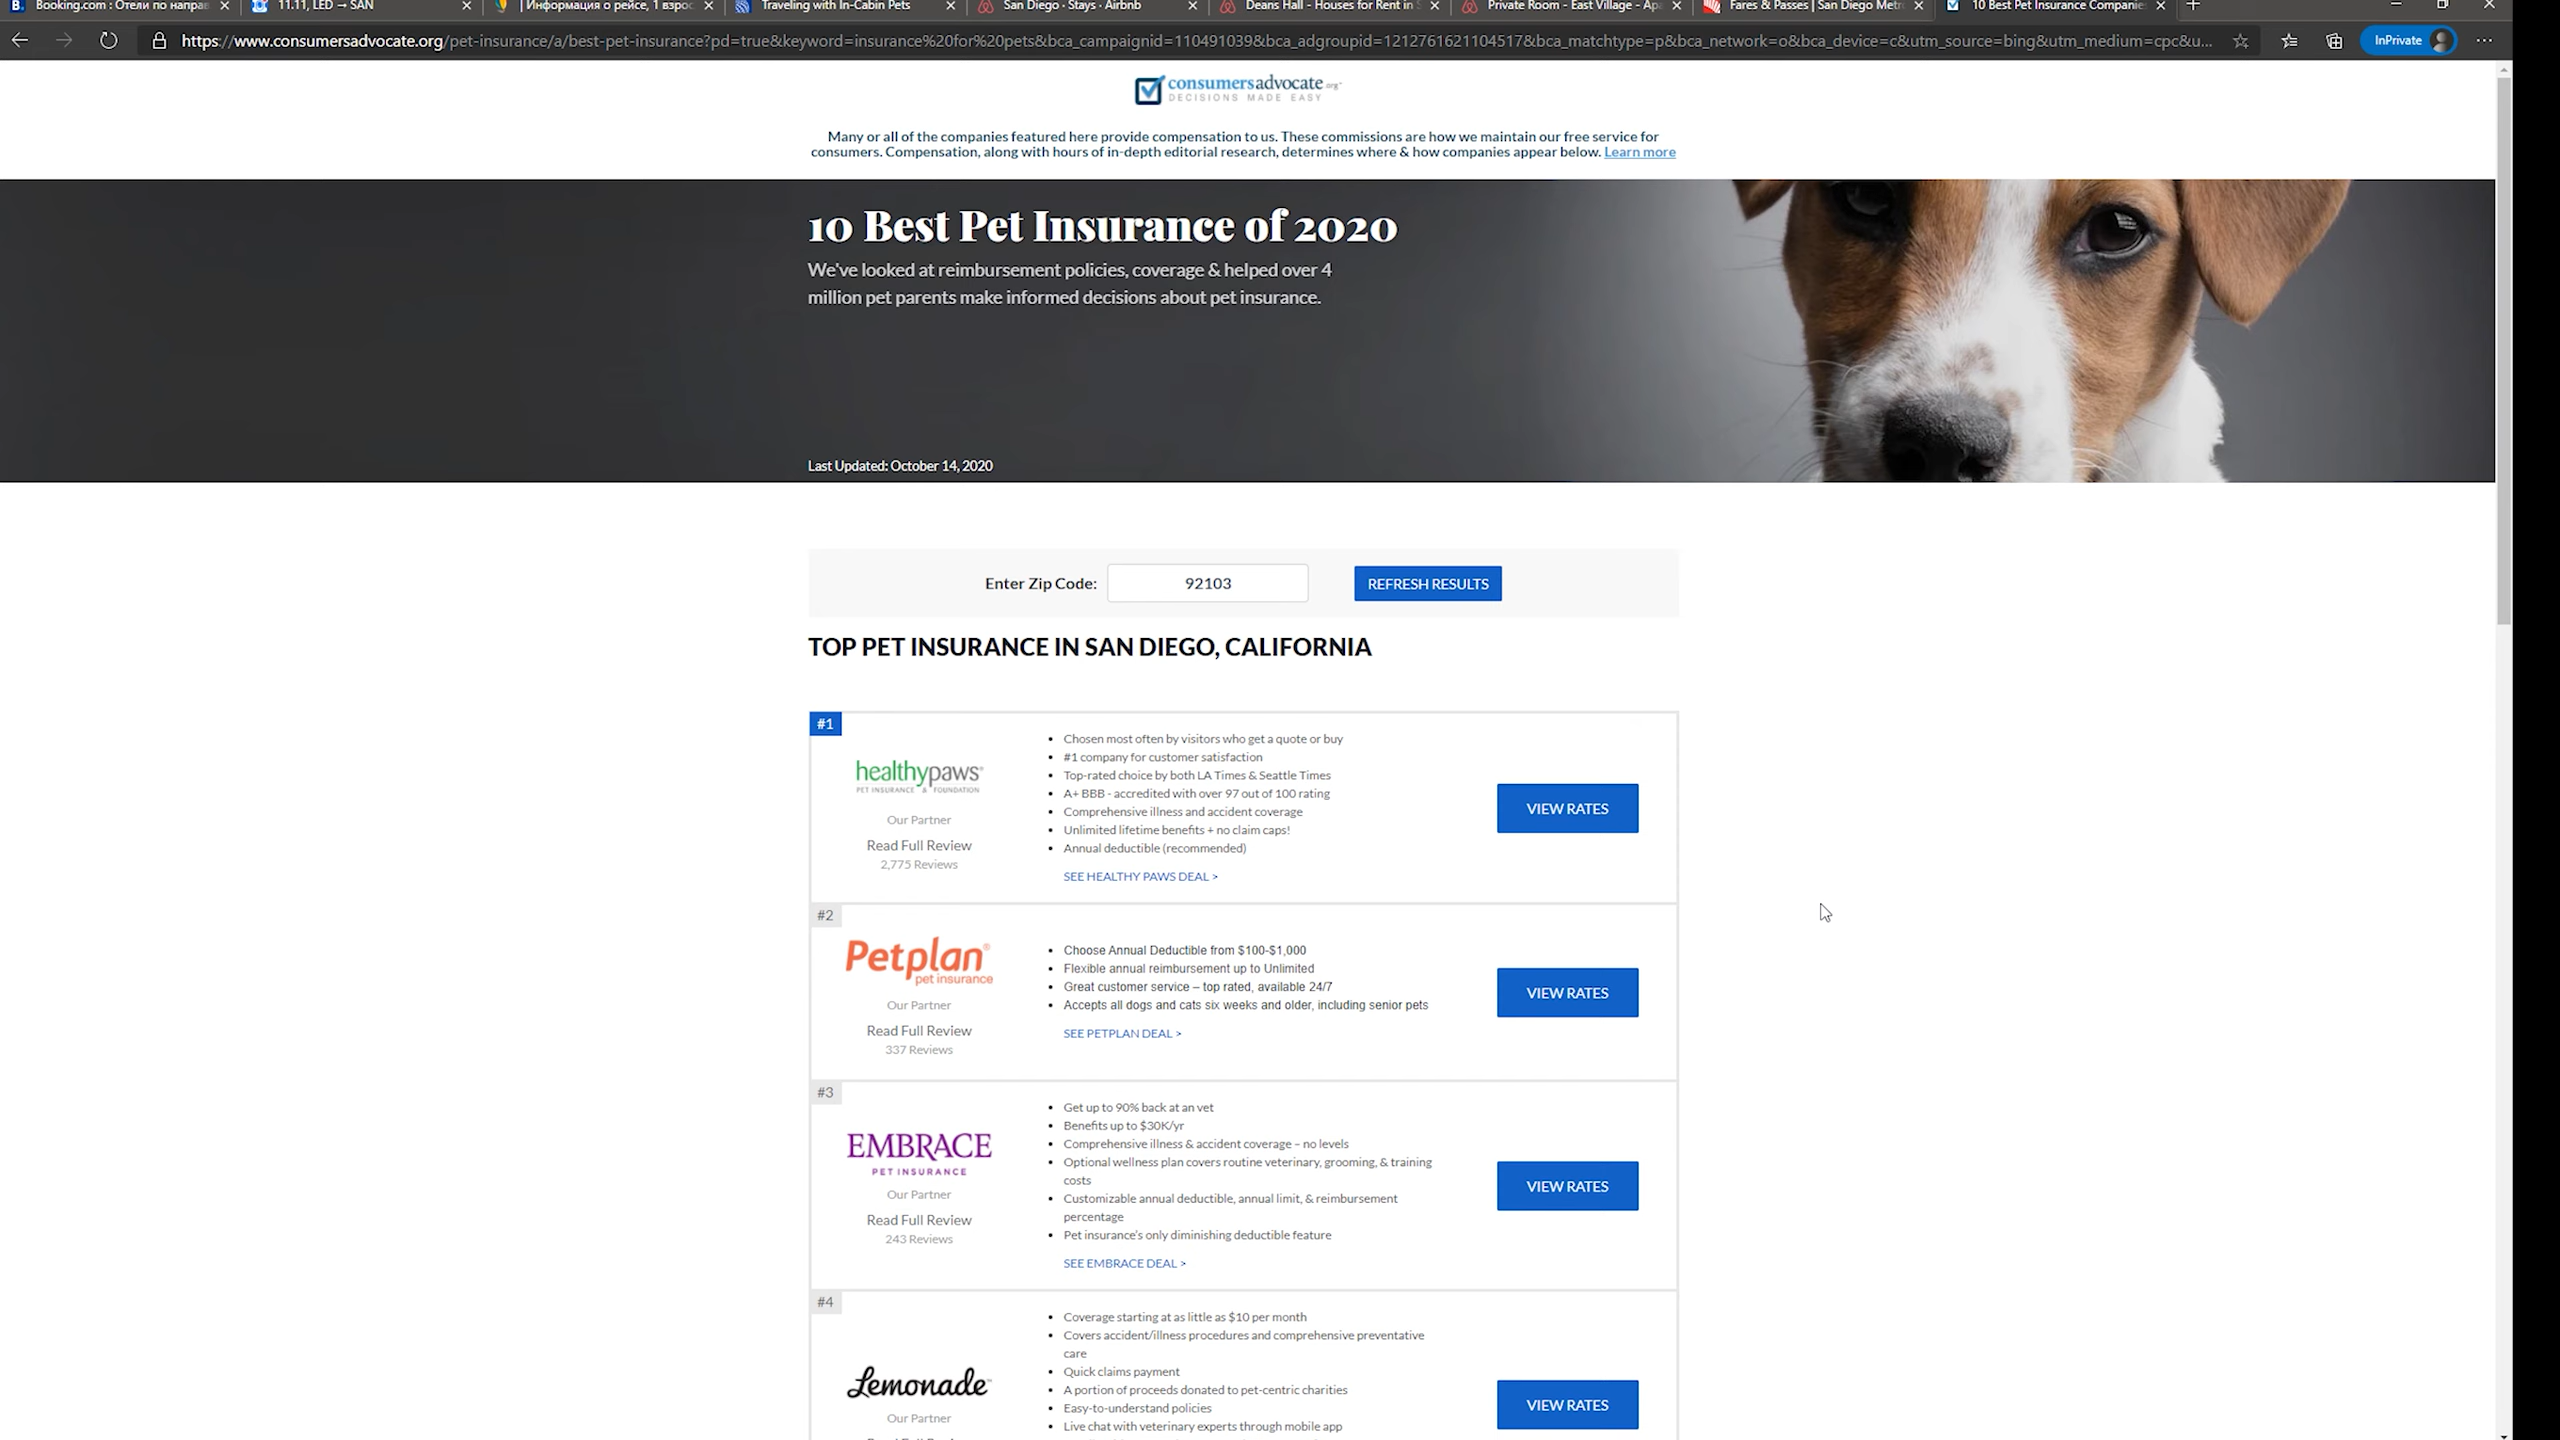 Booking.com : Отели по направ
11.11, LED → SAN
| Информация о рейсе, 1 взрос
Traveling with In-Cabin Pets
San Diego · Stays · Airbnb
Deans Hall - Houses for Rent in S
Private Room - East Village - Apa
Fares & Passes | San Diego Metr
10 Best Pet Insurance Companie
https://www.consumersadvocate.org/pet-insurance/a/best-pet-insurance?pd=true&keyword=insurance%20for%20pets&bca_campaignid=110491039&bca_adgroupid=1212761621104517&bca_matchtype=p&bca_network=o&bca_device=c&utm_source=bing&utm_medium=cpc&u...
InPrivate
consumersadvocate.org
DECISIONS MADE EASY
Many or all of the companies featured here provide compensation to us. These commissions are how we maintain our free service for
consumers. Compensation, along with hours of in-depth editorial research, determines where & how companies appear below. Learn more
10 Best Pet Insurance of 2020
We've looked at reimbursement policies, coverage & helped over 4
million pet parents make informed decisions about pet insurance.
Last Updated: October 14, 2020
Enter Zip Code: 92103 REFRESH RESULTS
TOP PET INSURANCE IN SAN DIEGO, CALIFORNIA
#1
healthypaws
PET INSURANCE & FOUNDATION
Our Partner
Read Full Review
2,775 Reviews
Chosen most often by visitors who get a quote or buy
#1 company for customer satisfaction
Top-rated choice by both LA Times & Seattle Times
A+ BBB - accredited with over 97 out of 100 rating
Comprehensive illness and accident coverage
Unlimited lifetime benefits + no claim caps!
Annual deductible (recommended)
SEE HEALTHY PAWS DEAL >
VIEW RATES
#2
Petplan
pet insurance
Our Partner
Read Full Review
337 Reviews
Choose Annual Deductible from $100-$1,000
Flexible annual reimbursement up to Unlimited
Great customer service – top rated, available 24/7
Accepts all dogs and cats six weeks and older, including senior pets
SEE PETPLAN DEAL >
VIEW RATES
#3
EMBRACE
PET INSURANCE
Our Partner
Read Full Review
243 Reviews
Get up to 90% back at an vet
Benefits up to $30K/yr
Comprehensive illness & accident coverage – no levels
Optional wellness plan covers routine veterinary, grooming, & training
costs
Customizable annual deductible, annual limit, & reimbursement
percentage
Pet insurance's only diminishing deductible feature
SEE EMBRACE DEAL >
VIEW RATES
#4
Lemonade
Our Partner
Coverage starting at as little as $10 per month
Covers accident/illness procedures and comprehensive preventative
care
Quick claims payment
A portion of proceeds donated to pet-centric charities
Easy-to-understand policies
Live chat with veterinary experts through mobile app
VIEW RATES